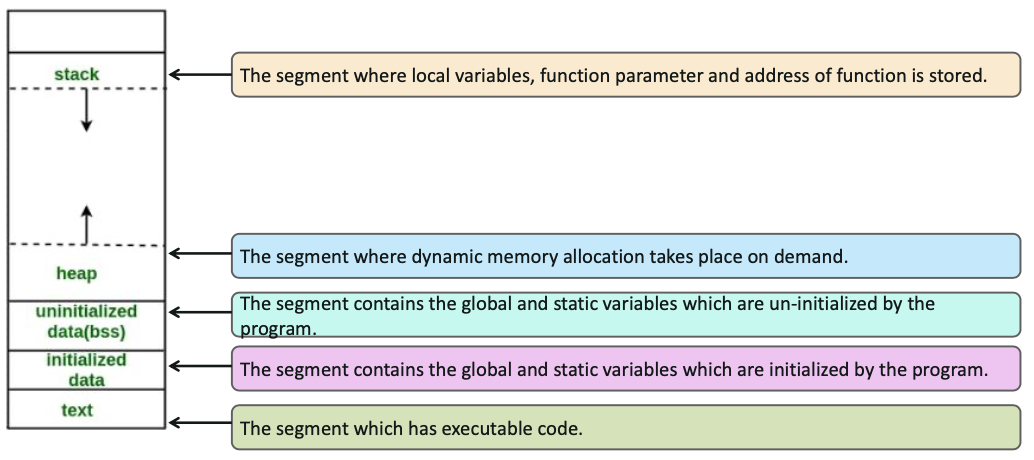 stack
The segment where local variables, function parameter and address of function is stored.
The segment where dynamic memory allocation takes place on demand.
heap
The segment contains the global and static variables which are un-initialized by the
program.
uninitialized
data(bss)
The segment contains the global and static variables which are initialized by the program.
initialized
data
text
The segment which has executable code.